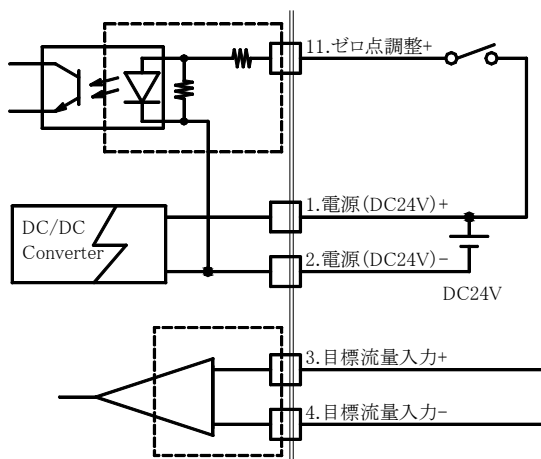 11.ゼロ点調整+
1.電源(DC24V)+
DC/DC
Converter
2.電源(DC24V)-
DC24V
3.目標流量入力+
4.目標流量入力-